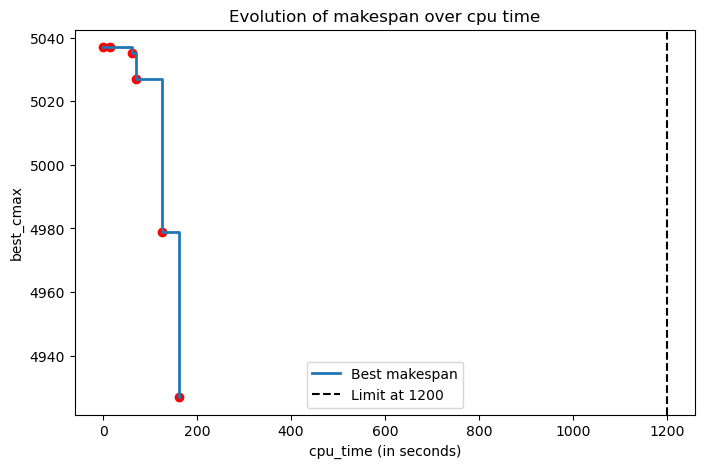 Evolution of makespan over cpu time
best_cmax
5040
5020
5000
4980
4960
4940
Best makespan
Limit at 1200
0 200 400 600 800 1000 1200
cpu_time (in seconds)